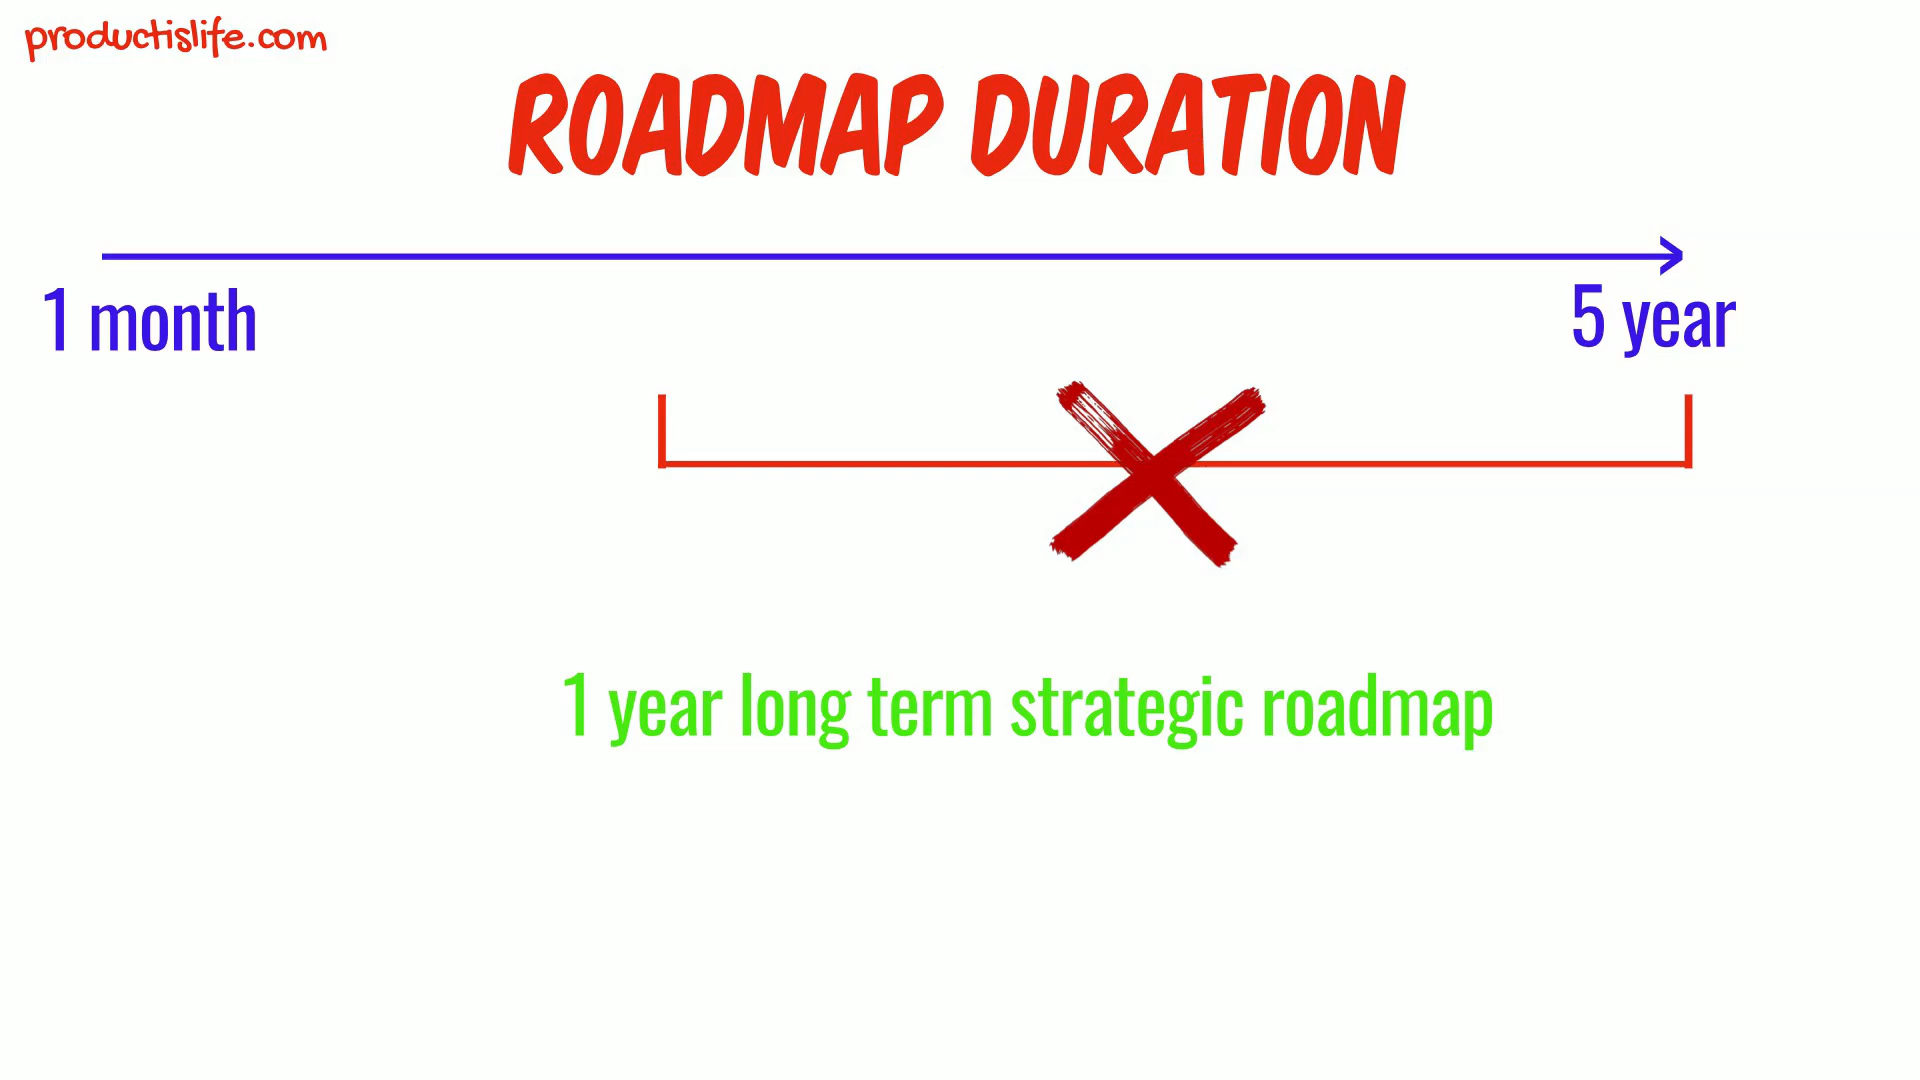 productislife.com
ROADMAP DURATION
1 month
5 year
1 year long term strategic roadmap